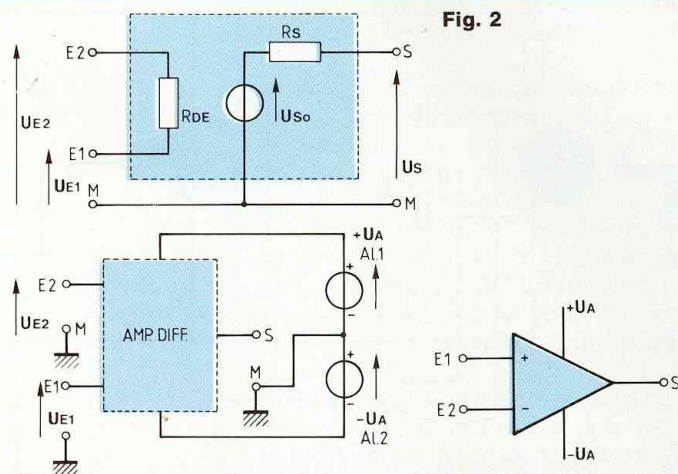 Fig. 2
E2
E1
M
UE2
UE1
RDE
USo
RS
S
US
M
E2
UE2
M
E1
UE1
AMP. DIFF.
S
M
+UA
Al.1
+
-
+
-
-UA
Al.2
E1
E2
+
-
+UA
-UA
S